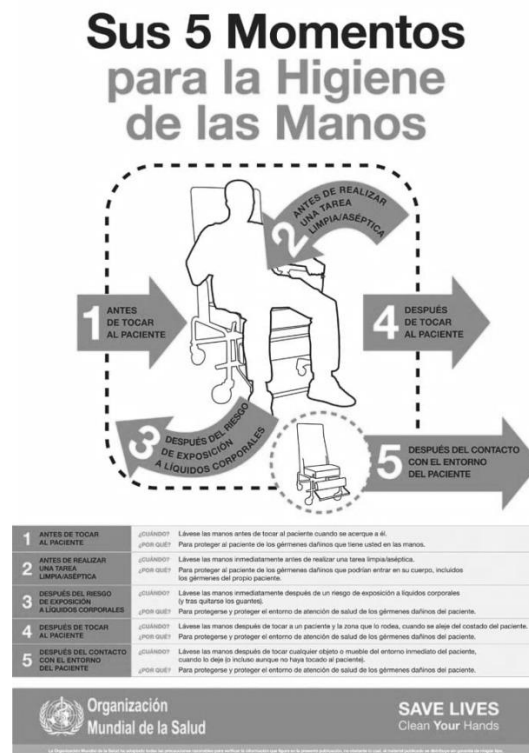 Sus 5 Momentos
para la Higiene
de las Manos
1 ANTES
DE TOCAR
AL PACIENTE
2 ANTES DE REALIZAR
UNA TAREA
LIMPIA/ASÉPTICA
3 DESPUÉS DEL RIESGO
DE EXPOSICIÓN
A LÍQUIDOS CORPORALES
4 DESPUÉS
DE TOCAR
AL PACIENTE
5 DESPUÉS DEL CONTACTO
CON EL ENTORNO
DEL PACIENTE
1 ANTES DE TOCAR
AL PACIENTE
¿CUÁNDO? Lávese las manos antes de tocar al paciente cuando se acerque a él.
¿POR QUÉ? Para proteger al paciente de los gérmenes dañinos que tiene usted en las manos.
2 ANTES DE REALIZAR
UNA TAREA
LIMPIA/ASÉPTICA
¿CUÁNDO? Lávese las manos inmediatamente antes de realizar una tarea limpia/aséptica.
¿POR QUÉ? Para proteger al paciente de los gérmenes dañinos que podrían entrar en su cuerpo, incluidos
los gérmenes del propio paciente.
3 DESPUÉS DEL RIESGO
DE EXPOSICIÓN
A LÍQUIDOS CORPORALES
¿CUÁNDO? Lávese las manos inmediatamente después de un riesgo de exposición a líquidos corporales
(y tras quitarse los guantes).
¿POR QUÉ? Para protegerse y proteger el entorno de atención de salud de los gérmenes dañinos del paciente.
4 DESPUÉS DE TOCAR
AL PACIENTE
¿CUÁNDO? Lávese las manos después de tocar a un paciente y la zona que lo rodea, cuando se aleje del costado del paciente.
¿POR QUÉ? Para protegerse y proteger el entorno de atención de salud de los gérmenes dañinos del paciente.
5 DESPUÉS DEL CONTACTO
CON EL ENTORNO
DEL PACIENTE
¿CUÁNDO? Lávese las manos después de tocar cualquier objeto o mueble del entorno inmediato del paciente,
cuando lo deje (o incluso aunque no haya tocado al paciente).
¿POR QUÉ? Para protegerse y proteger el entorno de atención de salud de los gérmenes dañinos del paciente.
Organización
Mundial de la Salud
SAVE LIVES
Clean Your Hands